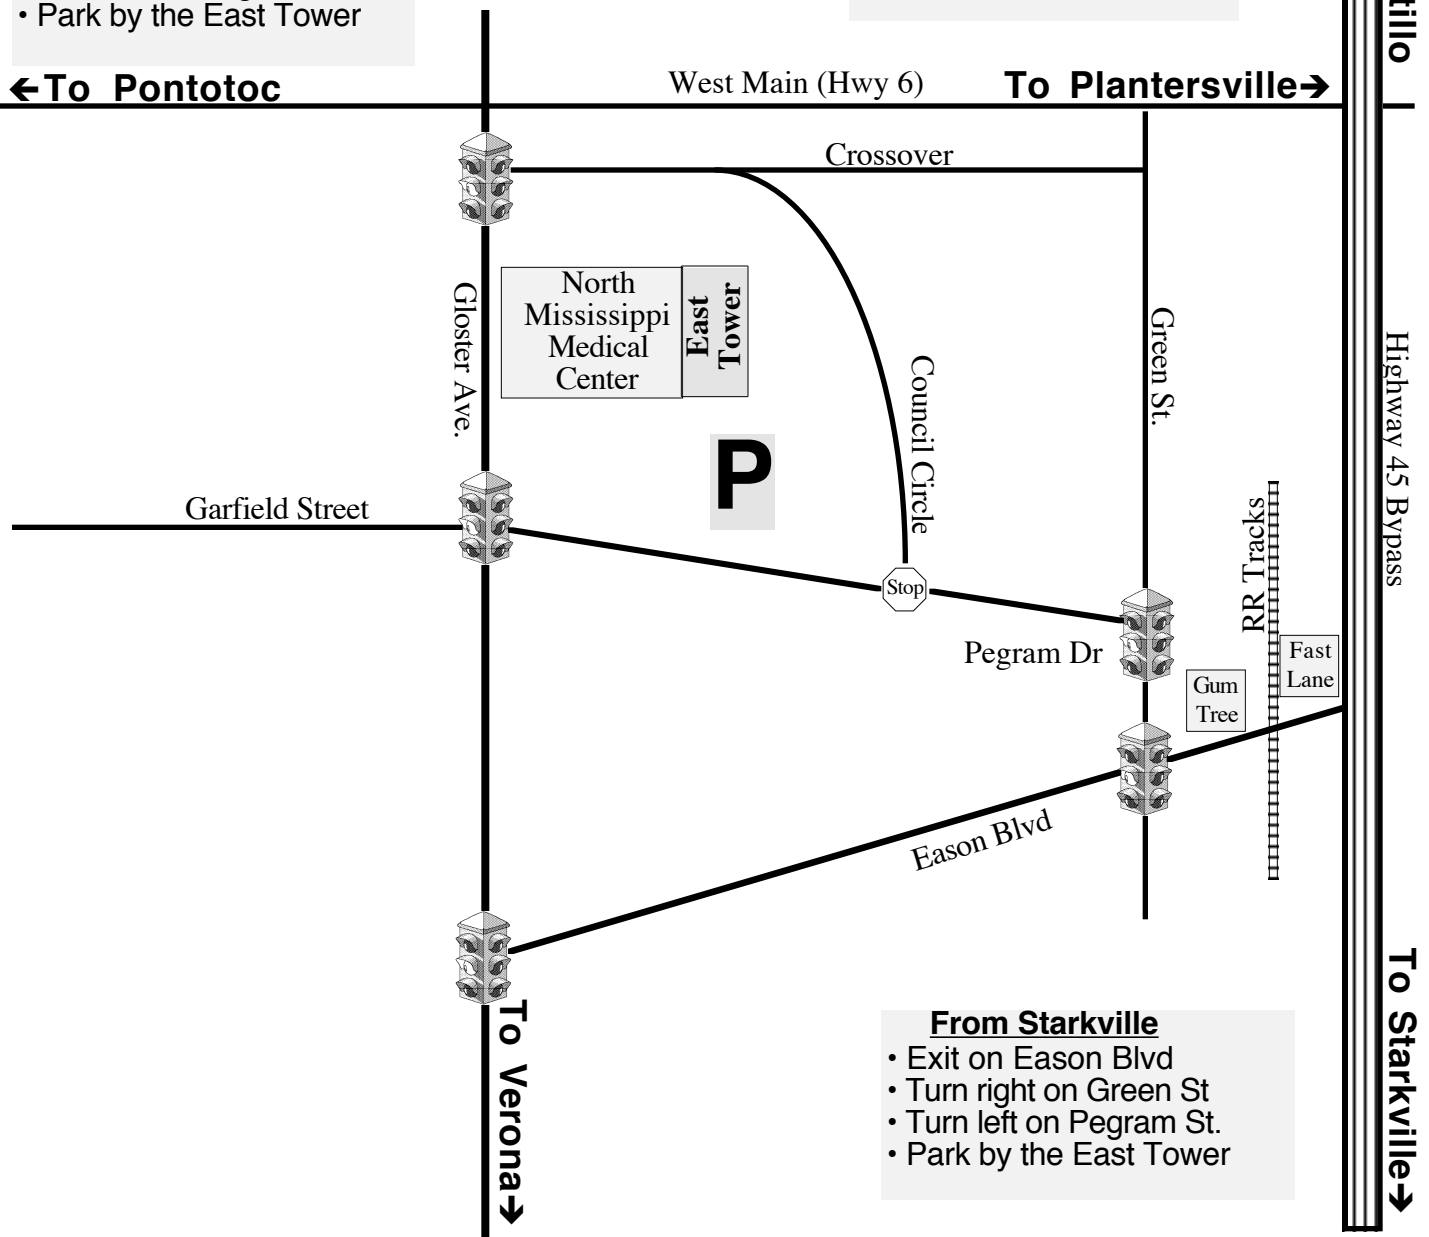 • Park by the East Tower
←To Pontotoc
West Main (Hwy 6)
To Plantersville→
Crossover
North
Mississippi
Medical
Center
East
Tower
Gloster Ave.
Green St.
Council Circle
Highway 45 Bypass
P
Garfield Street
RR Tracks
Stop
Pegram Dr
Fast
Lane
Gum
Tree
Eason Blvd
To Verona→
To Starkville→
From Starkville
• Exit on Eason Blvd
• Turn right on Green St
• Turn left on Pegram St.
• Park by the East Tower